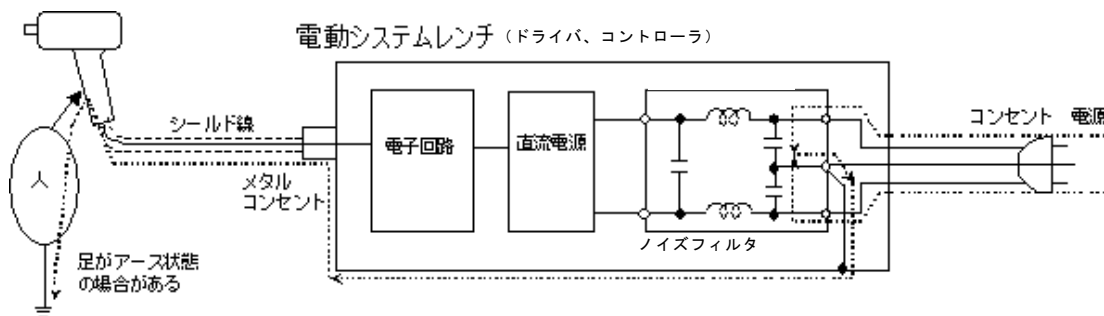 電動システムレンチ（ドライバ、コントローラ）
シールド線
メタル
コンセント
電子回路
直流電源
ノイズフィルタ
コンセント 電源
足がアース状態
の場合がある